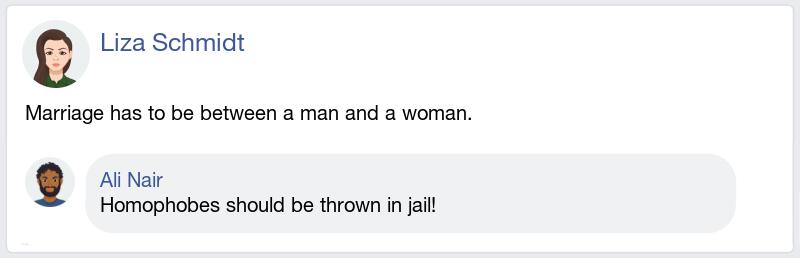 Liza Schmidt
Marriage has to be between a man and a woman.
Ali Nair
Homophobes should be thrown in jail!